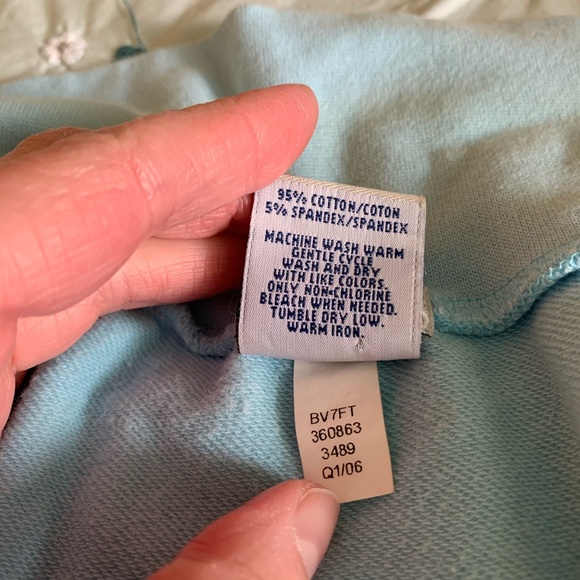 95% COTTON/COTON
5% SPANDEX/SPANDEX
MACHINE WASH WARM
GENTLE CYCLE
WASH AND DRY
WITH LIKE COLORS.
ONLY NON-CHLORINE
BLEACH WHEN NEEDED.
TUMBLE DRY LOW.
WARM IRON.
BV7FT
360863
3489
Q1/06